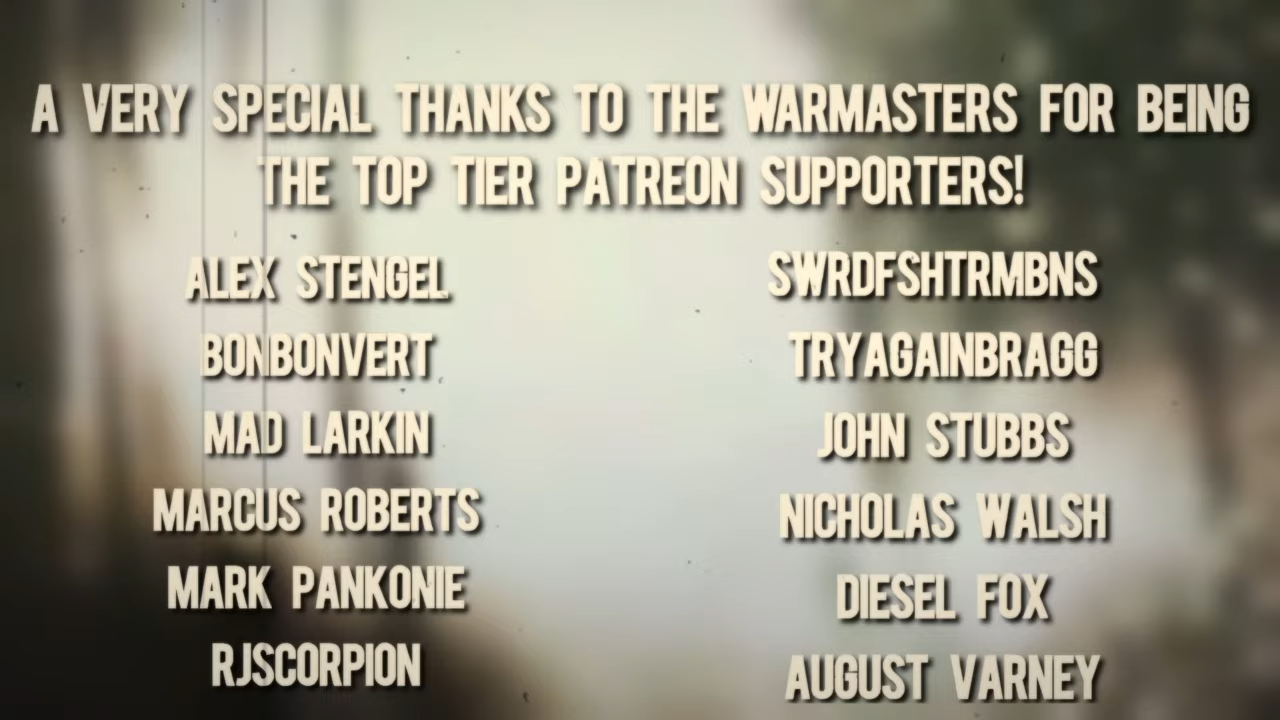 A VERY SPECIAL THANKS TO THE WARMASTERS FOR BEING
THE TOP TIER PATREON SUPPORTERS!
ALEX STENGEL
BONBONVERT
MAD LARKIN
MARCUS ROBERTS
MARK PANKONIE
RJSCORPION
SWRDFSHTRMBNS
TRYAGAINBRAGG
JOHN STUBBS
NICHOLAS WALSH
DIESEL FOX
AUGUST VARNEY